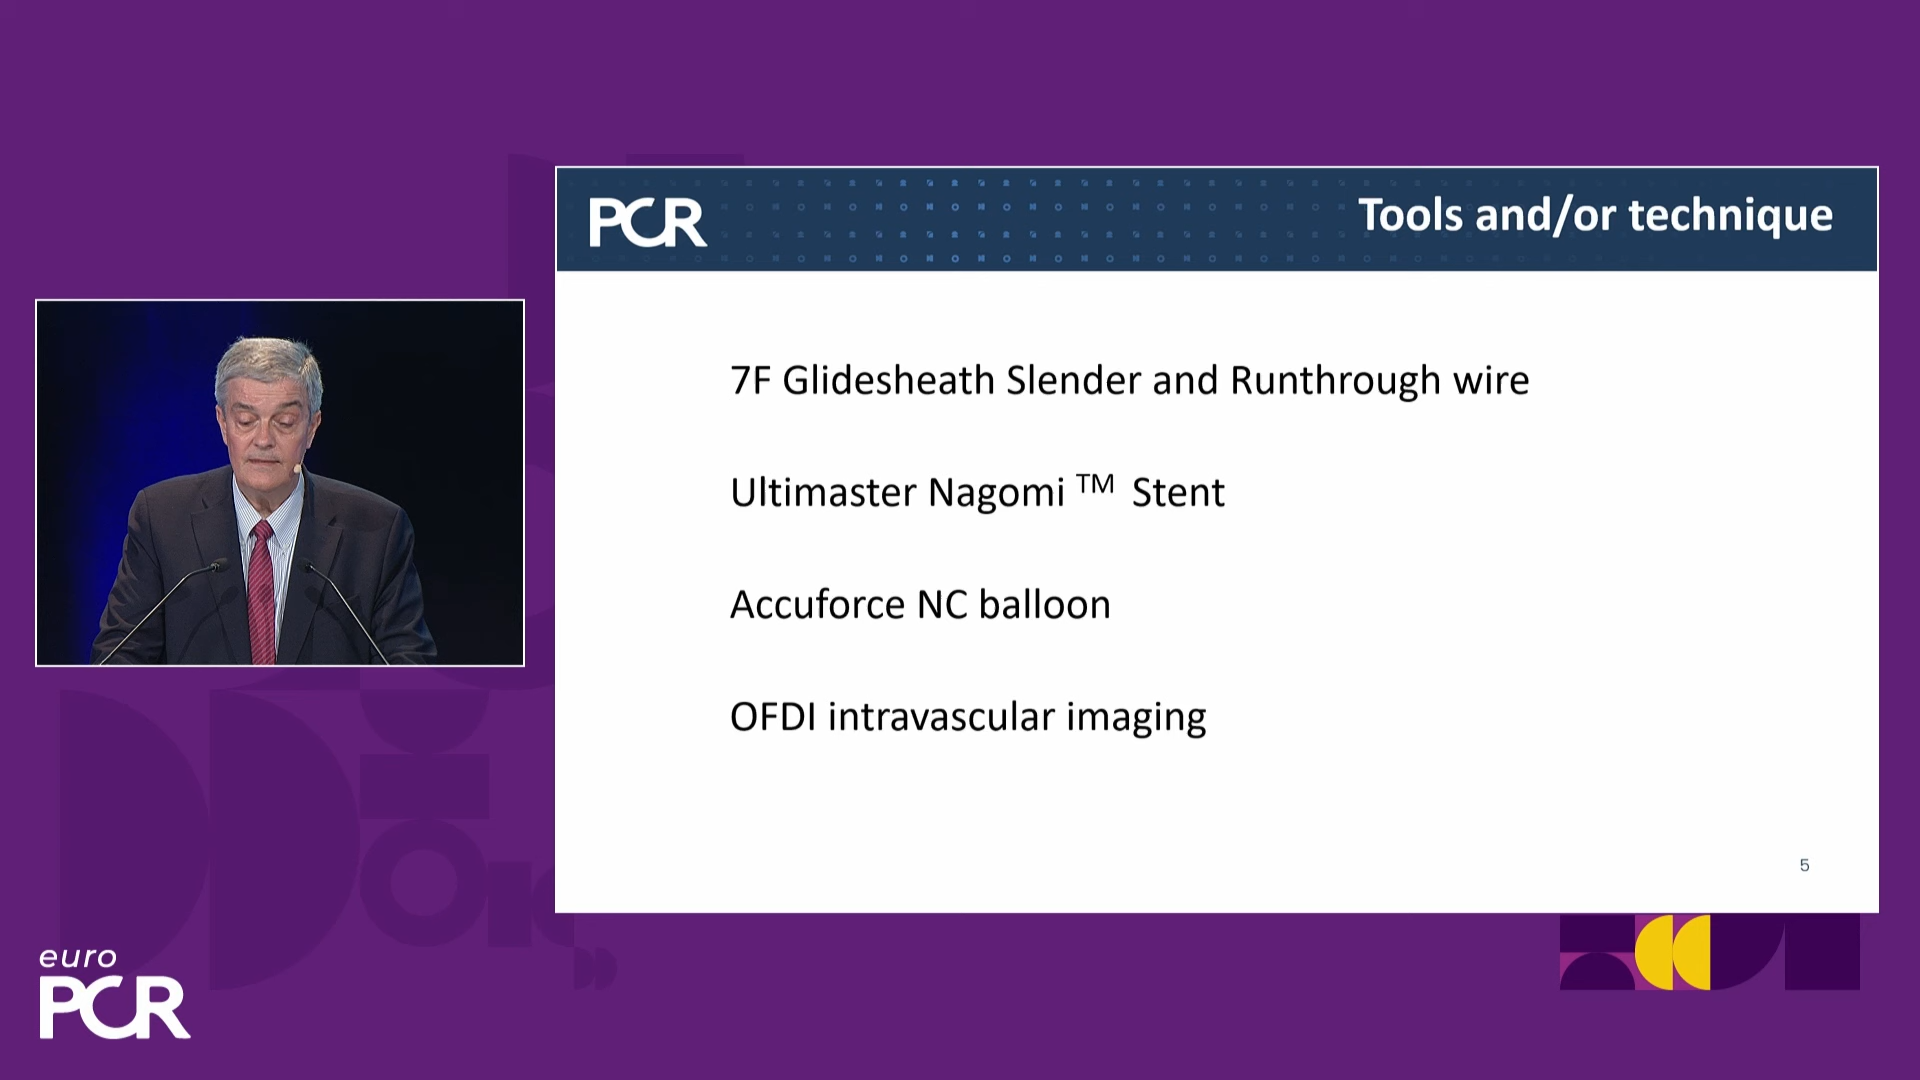 PCR
Tools and/or technique
7F Glidesheath Slender and Runthrough wire
Ultimaster Nagomi ™ Stent
Accuforce NC balloon
OFDI intravascular imaging
5
euro
PCR